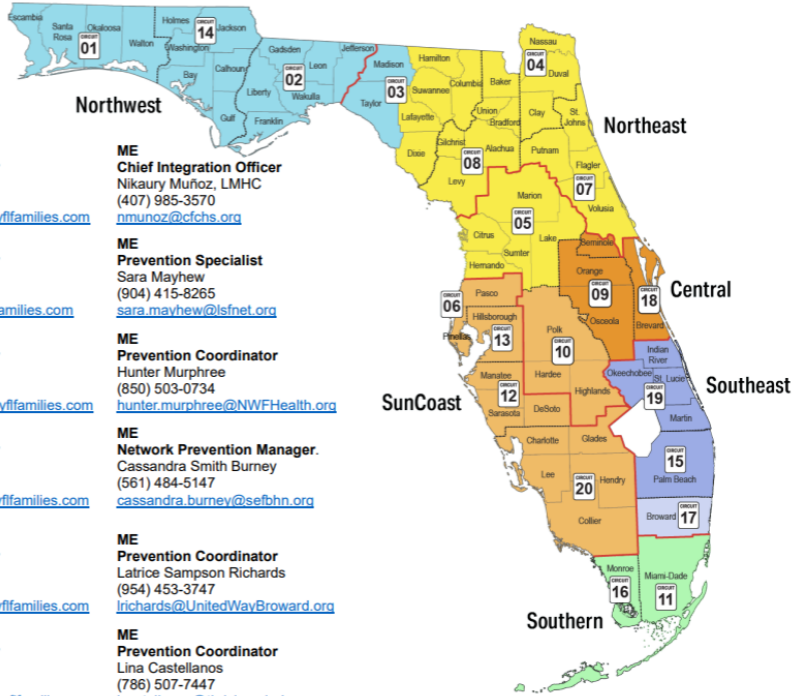 Escambia
Santa
Rosa
Okaloosa
Walton
CIRCUIT
01
Holmes
Jackson
Washington
CIRCUIT
14
Bay
Calhoun
Gulf
Gadsden
Leon
Liberty
Wakulla
Franklin
Jefferson
CIRCUIT
02
Madison
Taylor
CIRCUIT
03
Northwest
Hamilton
Suwannee
Columbia
Lafayette
Dixie
Baker
Union
Bradford
Gilchrist
Alachua
Levy
CIRCUIT
08
Nassau
Duval
CIRCUIT
04
Clay
St.
Johns
Putnam
Flagler
Volusia
CIRCUIT
07
Northeast
Marion
CIRCUIT
05
Citrus
Sumter
Lake
Hernando
Seminole
Orange
CIRCUIT
09
Osceola
CIRCUIT
18
Brevard
Central
CIRCUIT
06
Pasco
Pinellas
Hillsborough
CIRCUIT
13
Polk
CIRCUIT
10
Hardee
Highlands
Manatee
CIRCUIT
12
Sarasota
DeSoto
SunCoast
Indian
River
Okeechobee
St. Lucie
CIRCUIT
19
Martin
Southeast
Charlotte
Glades
Lee
CIRCUIT
20
Hendry
Collier
CIRCUIT
15
Palm Beach
Broward
CIRCUIT
17
Monroe
CIRCUIT
16
Miami-Dade
CIRCUIT
11
Southern
ME
Chief Integration Officer
Nikaury Muñoz, LMHC
(407) 985-3570
yflfamilies.com nmunoz@cfchs.org
ME
Prevention Specialist
Sara Mayhew
(904) 415-8265
amilies.com sara.mayhew@lsfnet.org
ME
Prevention Coordinator
Hunter Murphree
(850) 503-0734
yflfamilies.com hunter.murphree@NWFHealth.org
ME
Network Prevention Manager.
Cassandra Smith Burney
(561) 484-5147
yflfamilies.com cassandra.burney@sefbhn.org
ME
Prevention Coordinator
Latrice Sampson Richards
(954) 453-3747
yflfamilies.com lrichards@UnitedWayBroward.org
ME
Prevention Coordinator
Lina Castellanos
(786) 507-7447